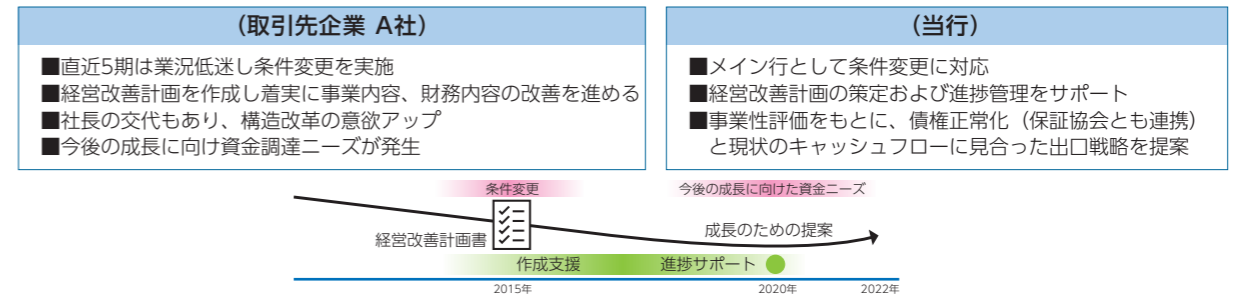 （取引先企業 A社）
■直近5期は業況低迷し条件変更を実施
■経営改善計画を作成し着実に事業内容、財務内容の改善を進める
■社長の交代もあり、構造改革の意欲アップ
■今後の成長に向け資金調達ニーズが発生
（当行）
■メイン行として条件変更に対応
■経営改善計画の策定および進捗管理をサポート
■事業性評価をもとに、債権正常化（保証協会とも連携）
と現状のキャッシュフローに見合った出口戦略を提案
条件変更
今後の成長に向けた資金ニーズ
経営改善計画書
成長のための提案
作成支援
進捗サポート
2015年
2020年
2022年